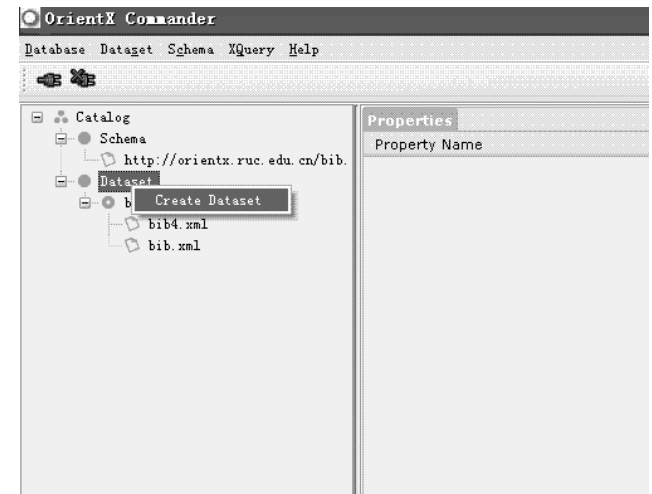 OrientX Commander
Database Dataset Schema XQuery Help
Catalog
Schema
http://orientx.ruc.edu.cn/bib.
Dataset
Create Dataset
bib4.xml
bib.xml
Properties
Property Name